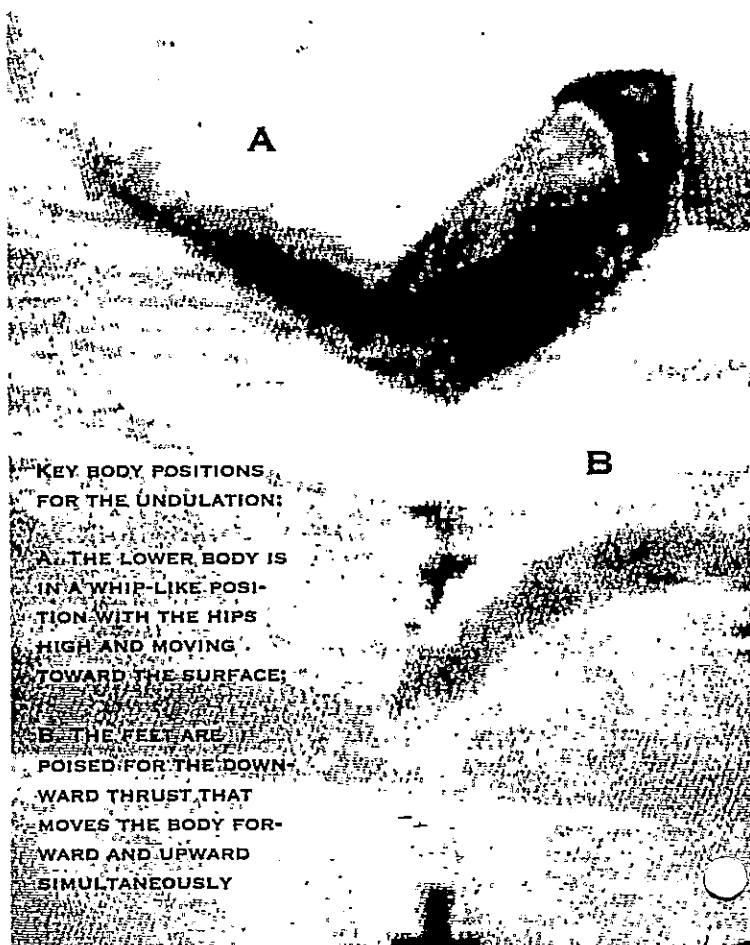 A
B
KEY BODY POSITIONS
FOR THE UNDULATION:
A. THE LOWER BODY IS
IN A WHIP-LIKE POSI-
TION WITH THE HIPS
HIGH AND MOVING
TOWARD THE SURFACE;
B. THE FEET ARE
POISED FOR THE DOWN-
WARD THRUST THAT
MOVES THE BODY FOR-
WARD AND UPWARD
SIMULTANEOUSLY